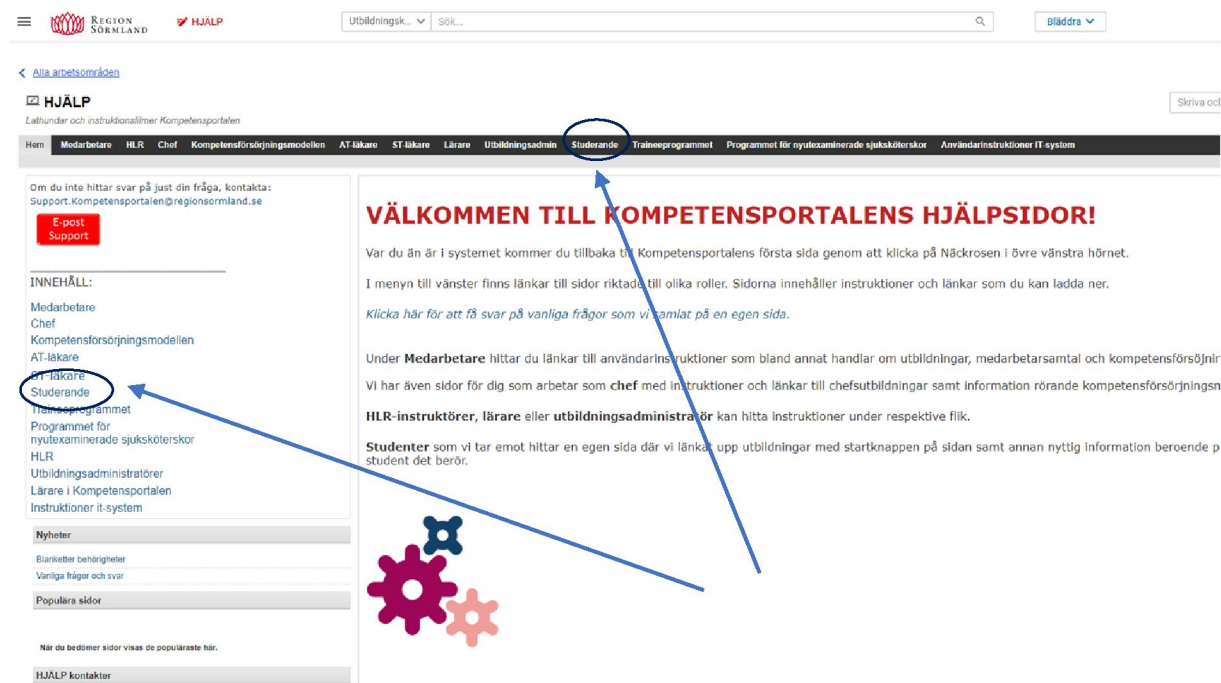 REGION
SÖRMLAND
HJÄLP
Utbildningsk...
Sök...
Bläddra
Alla arbetsområden
HJÄLP
Lathundar och instruktionsfilmer Kompetensportalen
Skriva och
Hem Medarbetare HLR Chef Kompetensförsörjningsmodellen AT-läkare ST-läkare Lärare Utbildningsadmin Studerande Traineeprogrammet Programmet för nyutexaminerade sjuksköterskor Användarinstruktioner IT-system
Om du inte hittar svar på just din fråga, kontakta:
Support.Kompetensportalen@regionsormland.se
E-post
Support
INNEHÅLL:
Medarbetare
Chef
Kompetensförsörjningsmodellen
AT-läkare
ST-läkare
Studerande
Traineeprogrammet
Programmet för
nyutexaminerade sjuksköterskor
HLR
Utbildningsadministratörer
Lärare i Kompetensportalen
Instruktioner it-system
Nyheter
Blanketter behörigheter
Vanliga frågor och svar
Populära sidor
När du bedömer sidor visas de populäraste här.
HJÄLP kontakter
VÄLKOMMEN TILL KOMPETENSPORTALENS HJÄLPSIDOR!
Var du än är i systemet kommer du tillbaka till Kompetensportalens första sida genom att klicka på Näckrosen i övre vänstra hörnet.
I menyn till vänster finns länkar till sidor riktade till olika roller. Sidorna innehåller instruktioner och länkar som du kan ladda ner.
Klicka här för att få svar på vanliga frågor som vi samlat på en egen sida.
Under Medarbetare hittar du länkar till användarinstruktioner som bland annat handlar om utbildningar, medarbetarsamtal och kompetensförsöjnin
Vi har även sidor för dig som arbetar som chef med instruktioner och länkar till chefsutbildningar samt information rörande kompetensförsörjningsm
HLR-instruktörer, lärare eller utbildningsadministratör kan hitta instruktioner under respektive flik.
Studenter som vi tar emot hittar en egen sida där vi länkat upp utbildningar med startknappen på sidan samt annan nyttig information beroende p
student det berör.